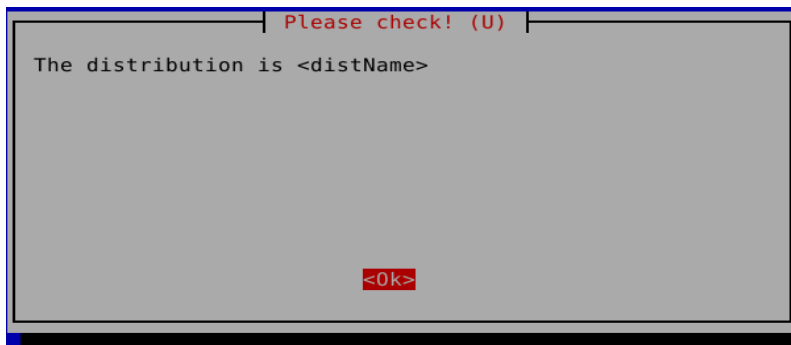 Please check! (U)
The distribution is <distName>
<Ok>